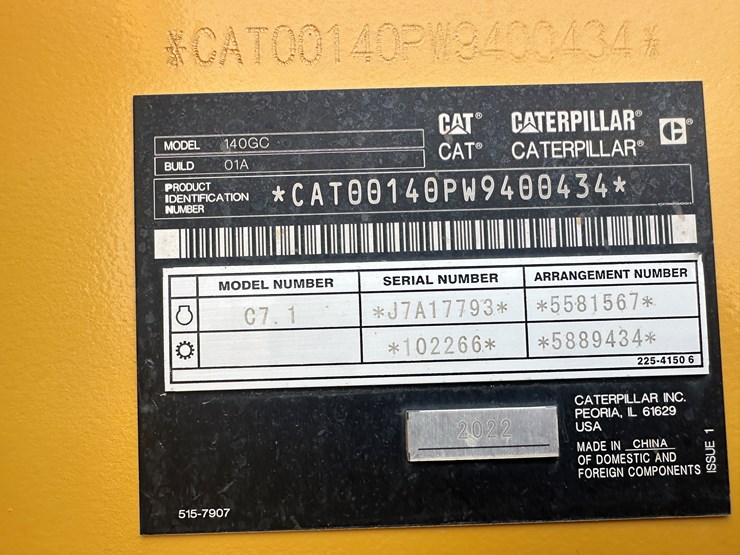 *CAT00140PW9400434*
CAT® CATERPILLAR®
CAT® CATERPILLAR®
MODEL 140GC
BUILD 01A
PRODUCT
IDENTIFICATION
NUMBER
*CAT00140PW9400434*
MODEL NUMBER SERIAL NUMBER ARRANGEMENT NUMBER
C7.1 *J7A17793* *5581567*
*102266* *5889434*
225-4150 6
2022
CATERPILLAR INC.
PEORIA, IL 61629
USA
MADE IN CHINA
OF DOMESTIC AND
FOREIGN COMPONENTS
ISSUE 1
515-7907